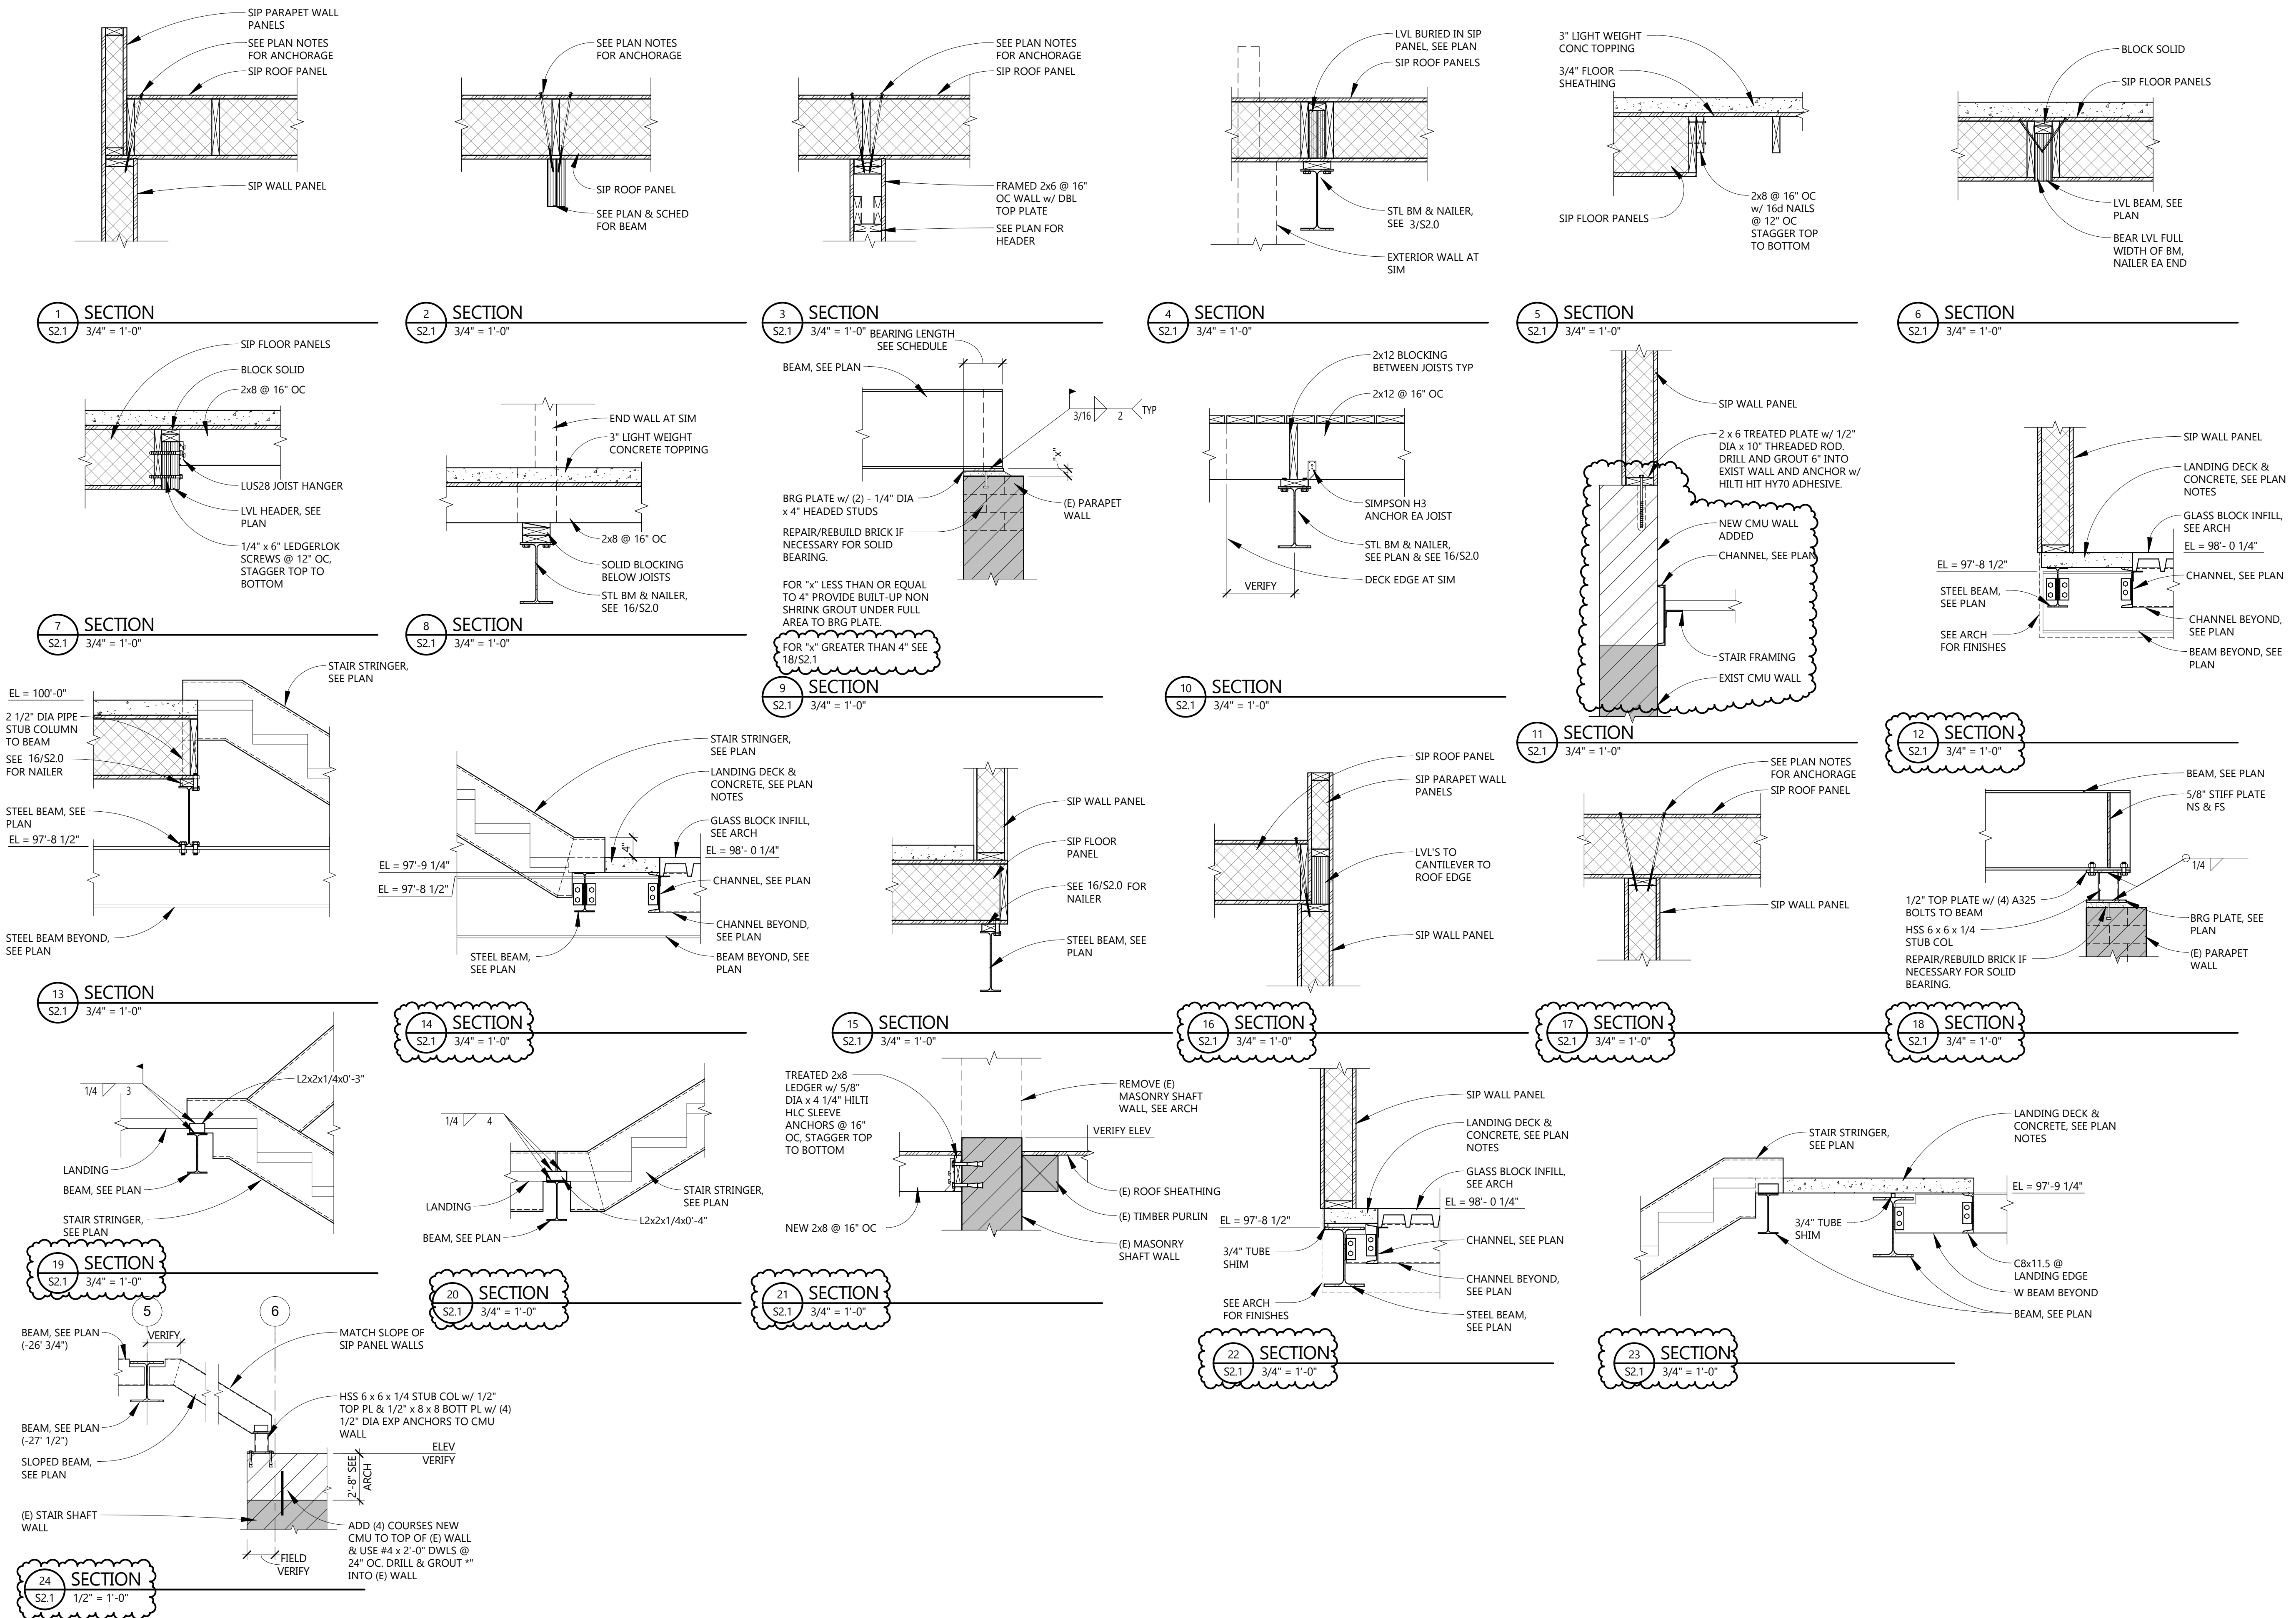 SIP PARAPET WALL
PANELS
SEE PLAN NOTES
FOR ANCHORAGE
SIP ROOF PANEL
SIP WALL PANEL
1
S2.1
SECTION
3/4" = 1'-0"
SEE PLAN NOTES
FOR ANCHORAGE
SIP ROOF PANEL
SEE PLAN & SCHED
FOR BEAM
2
S2.1
SECTION
3/4" = 1'-0"
SEE PLAN NOTES
FOR ANCHORAGE
SIP ROOF PANEL
FRAMED 2x6 @ 16"
OC WALL w/ DBL
TOP PLATE
SEE PLAN FOR
HEADER
3
S2.1
SECTION
3/4" = 1'-0"
LVL BURIED IN SIP
PANEL, SEE PLAN
SIP ROOF PANELS
STL BM & NAILER,
SEE 3/S2.0
EXTERIOR WALL AT
SIM
4
S2.1
SECTION
3/4" = 1'-0"
3" LIGHT WEIGHT
CONC TOPPING
3/4" FLOOR
SHEATHING
SIP FLOOR PANELS
2x8 @ 16" OC
w/ 16d NAILS
@ 12" OC
STAGGER TOP
TO BOTTOM
5
S2.1
SECTION
3/4" = 1'-0"
BLOCK SOLID
SIP FLOOR PANELS
LVL BEAM, SEE
PLAN
BEAR LVL FULL
WIDTH OF BM,
NAILER EA END
6
S2.1
SECTION
3/4" = 1'-0"
SIP FLOOR PANELS
BLOCK SOLID
2x8 @ 16" OC
LUS28 JOIST HANGER
LVL HEADER, SEE
PLAN
1/4" x 6" LEDGERLOK
SCREWS @ 12" OC,
STAGGER TOP TO
BOTTOM
7
S2.1
SECTION
3/4" = 1'-0"
END WALL AT SIM
3" LIGHT WEIGHT
CONCRETE TOPPING
2x8 @ 16" OC
SOLID BLOCKING
BELOW JOISTS
STL BM & NAILER,
SEE 16/S2.0
8
S2.1
SECTION
3/4" = 1'-0"
BEARING LENGTH
SEE SCHEDULE
BEAM, SEE PLAN
3/16
2
TYP
"x"
BRG PLATE w/ (2) - 1/4" DIA
x 4" HEADED STUDS
(E) PARAPET
WALL
REPAIR/REBUILD BRICK IF
NECESSARY FOR SOLID
BEARING.
FOR "x" LESS THAN OR EQUAL
TO 4" PROVIDE BUILT-UP NON
SHRINK GROUT UNDER FULL
AREA TO BRG PLATE.
FOR "x" GREATER THAN 4" SEE
18/S2.1
9
S2.1
SECTION
3/4" = 1'-0"
2x12 BLOCKING
BETWEEN JOISTS TYP
2x12 @ 16" OC
SIMPSON H3
ANCHOR EA JOIST
STL BM & NAILER,
SEE PLAN & SEE 16/S2.0
DECK EDGE AT SIM
VERIFY
10
S2.1
SECTION
3/4" = 1'-0"
SIP WALL PANEL
2 x 6 TREATED PLATE w/ 1/2"
DIA x 10" THREADED ROD.
DRILL AND GROUT 6" INTO
EXIST WALL AND ANCHOR w/
HILTI HIT HY70 ADHESIVE.
NEW CMU WALL
ADDED
CHANNEL, SEE PLAN
STAIR FRAMING
EXIST CMU WALL
11
S2.1
SECTION
3/4" = 1'-0"
SIP WALL PANEL
LANDING DECK &
CONCRETE, SEE PLAN
NOTES
GLASS BLOCK INFILL,
SEE ARCH
EL = 98'- 0 1/4"
EL = 97'-8 1/2"
CHANNEL, SEE PLAN
STEEL BEAM,
SEE PLAN
CHANNEL BEYOND,
SEE PLAN
SEE ARCH
FOR FINISHES
BEAM BEYOND, SEE
PLAN
12
S2.1
SECTION
3/4" = 1'-0"
STAIR STRINGER,
SEE PLAN
EL = 100'-0"
2 1/2" DIA PIPE
STUB COLUMN
TO BEAM
SEE 16/S2.0
FOR NAILER
STEEL BEAM, SEE
PLAN
EL = 97'-8 1/2"
STEEL BEAM BEYOND,
SEE PLAN
13
S2.1
SECTION
3/4" = 1'-0"
STAIR STRINGER,
SEE PLAN
LANDING DECK &
CONCRETE, SEE PLAN
NOTES
4"
GLASS BLOCK INFILL,
SEE ARCH
EL = 98'- 0 1/4"
EL = 97'-9 1/4"
EL = 97'-8 1/2"
CHANNEL, SEE PLAN
CHANNEL BEYOND,
SEE PLAN
STEEL BEAM,
SEE PLAN
BEAM BEYOND, SEE
PLAN
14
S2.1
SECTION
3/4" = 1'-0"
SIP WALL PANEL
SIP FLOOR
PANEL
SEE 16/S2.0 FOR
NAILER
STEEL BEAM, SEE
PLAN
15
S2.1
SECTION
3/4" = 1'-0"
SIP ROOF PANEL
SIP PARAPET WALL
PANELS
LVL'S TO
CANTILEVER TO
ROOF EDGE
SIP WALL PANEL
16
S2.1
SECTION
3/4" = 1'-0"
SEE PLAN NOTES
FOR ANCHORAGE
SIP ROOF PANEL
SIP WALL PANEL
17
S2.1
SECTION
3/4" = 1'-0"
BEAM, SEE PLAN
5/8" STIFF PLATE
NS & FS
1/4
1/2" TOP PLATE w/ (4) A325
BOLTS TO BEAM
HSS 6 x 6 x 1/4
STUB COL
REPAIR/REBUILD BRICK IF
NECESSARY FOR SOLID
BEARING.
BRG PLATE, SEE
PLAN
(E) PARAPET
WALL
18
S2.1
SECTION
3/4" = 1'-0"
1/4
3
L2x2x1/4x0'-3"
LANDING
BEAM, SEE PLAN
STAIR STRINGER,
SEE PLAN
19
S2.1
SECTION
3/4" = 1'-0"
1/4
4
LANDING
BEAM, SEE PLAN
STAIR STRINGER,
SEE PLAN
L2x2x1/4x0'-4"
20
S2.1
SECTION
3/4" = 1'-0"
TREATED 2x8
LEDGER w/ 5/8"
DIA x 4 1/4" HILTI
HLC SLEEVE
ANCHORS @ 16"
OC, STAGGER TOP
TO BOTTOM
REMOVE (E)
MASONRY SHAFT
WALL, SEE ARCH
VERIFY ELEV
(E) ROOF SHEATHING
(E) TIMBER PURLIN
NEW 2x8 @ 16" OC
(E) MASONRY
SHAFT WALL
21
S2.1
SECTION
3/4" = 1'-0"
SIP WALL PANEL
LANDING DECK &
CONCRETE, SEE PLAN
NOTES
GLASS BLOCK INFILL,
SEE ARCH
EL = 98'- 0 1/4"
EL = 97'-8 1/2"
3/4" TUBE
SHIM
CHANNEL, SEE PLAN
CHANNEL BEYOND,
SEE PLAN
SEE ARCH
FOR FINISHES
STEEL BEAM,
SEE PLAN
22
S2.1
SECTION
3/4" = 1'-0"
LANDING DECK &
CONCRETE, SEE PLAN
NOTES
STAIR STRINGER,
SEE PLAN
EL = 97'-9 1/4"
3/4" TUBE
SHIM
C8x11.5 @
LANDING EDGE
W BEAM BEYOND
BEAM, SEE PLAN
23
S2.1
SECTION
3/4" = 1'-0"
5
6
BEAM, SEE PLAN
(-26' 3/4")
VERIFY
MATCH SLOPE OF
SIP PANEL WALLS
HSS 6 x 6 x 1/4 STUB COL w/ 1/2"
TOP PL & 1/2" x 8 x 8 BOTT PL w/ (4)
1/2" DIA EXP ANCHORS TO CMU
WALL
BEAM, SEE PLAN
(-27' 1/2")
SLOPED BEAM,
SEE PLAN
ELEV
VERIFY
2'-8" SEE
ARCH
(E) STAIR SHAFT
WALL
ADD (4) COURSES NEW
CMU TO TOP OF (E) WALL
& USE #4 x 2'-0" DWLS @
24" OC. DRILL & GROUT *"
INTO (E) WALL
FIELD
VERIFY
24
S2.1
SECTION
1/2" = 1'-0"